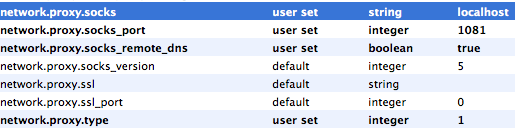 network.proxy.socks user set string localhost
network.proxy.socks_port user set integer 1081
network.proxy.socks_remote_dns user set boolean true
network.proxy.socks_version default integer 5
network.proxy.ssl default string
network.proxy.ssl_port default integer 0
network.proxy.type user set integer 1